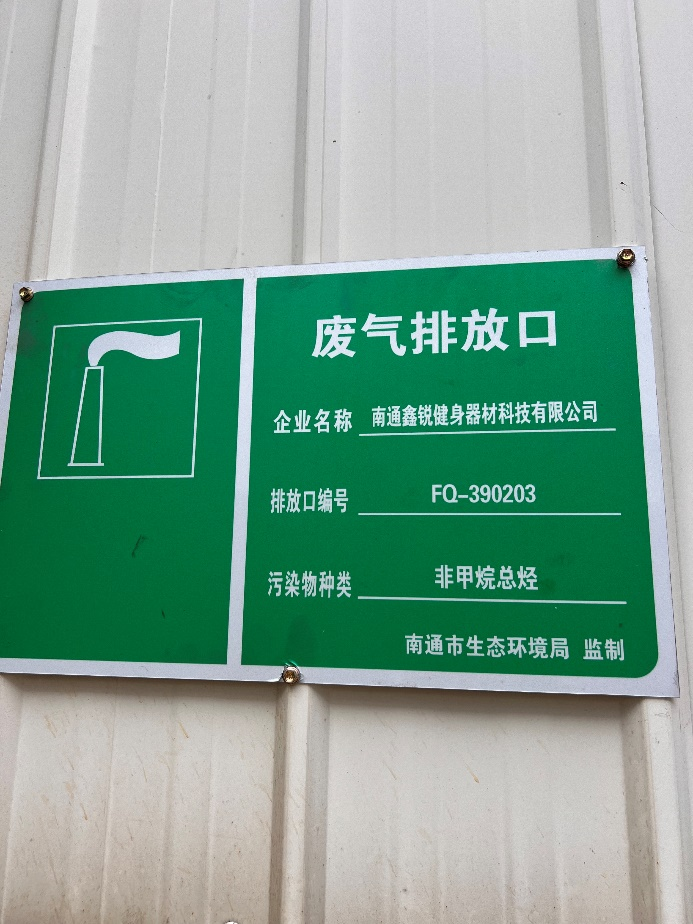 废气排放口
企业名称 南通鑫锐健身器材科技有限公司
排放口编号 FQ-390203
污染物种类 非甲烷总烃
南通市生态环境局 监制